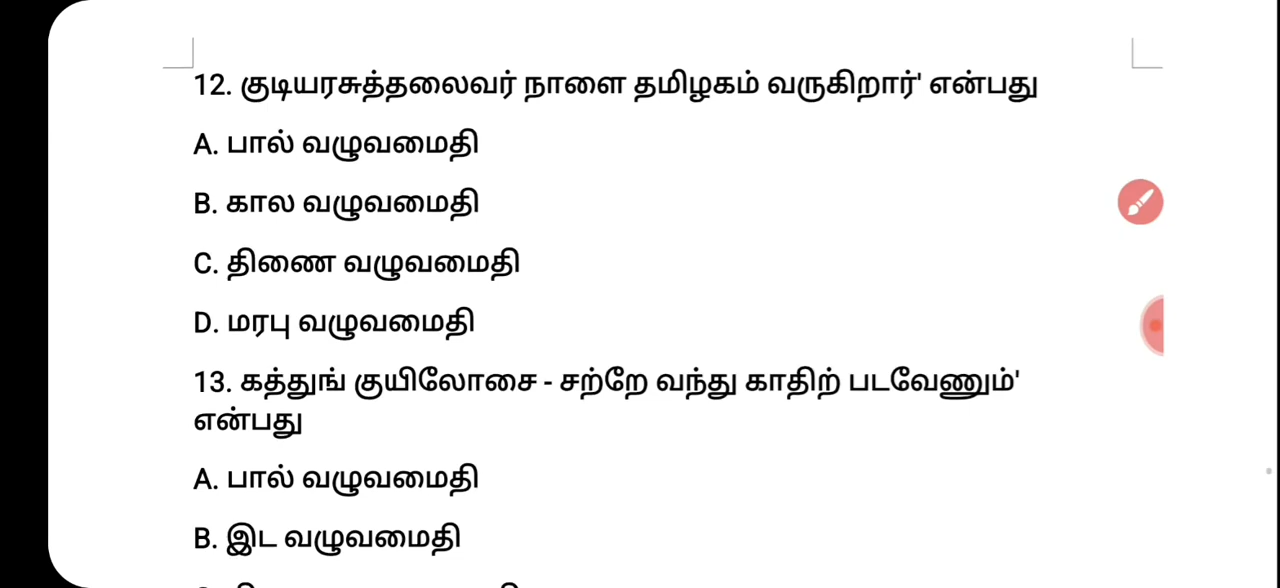 12. குடியரசுத்தலைவர் நாளை தமிழகம் வருகிறார்' என்பது
A. பால் வழுவமைதி
B. கால வழுவமைதி
C. திணை வழுவமைதி
D. மரபு வழுவமைதி
13. கத்துங் குயிலோசை - சற்றே வந்து காதிற் படவேணும்'
என்பது
A. பால் வழுவமைதி
B. இட வழுவமைதி